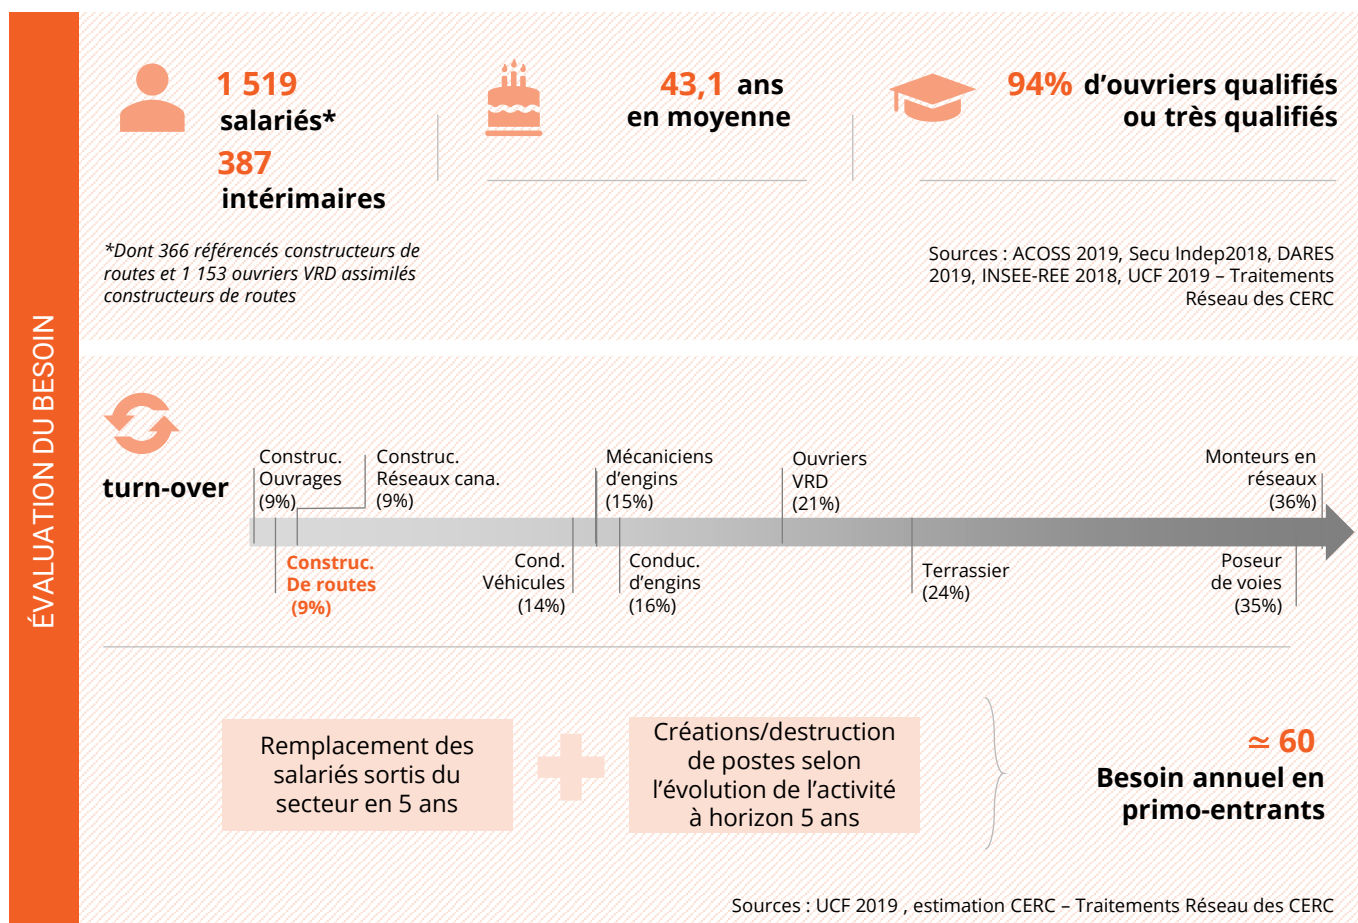 ÉVALUATION DU BESOIN
1 519
salariés*
387
intérimaires
43,1 ans
en moyenne
94% d’ouvriers qualifiés
ou très qualifiés
*Dont 366 référencés constructeurs de
routes et 1 153 ouvriers VRD assimilés
constructeurs de routes
Sources : ACOSS 2019, Secu Indep2018, DARES
2019, INSEE-REE 2018, UCF 2019 – Traitements
Réseau des CERC
turn-over
Construc.
Ouvrages
(9%)
Construc.
Réseaux cana.
(9%)
Mécaniciens
d’engins
(15%)
Ouvriers
VRD
(21%)
Monteurs en
réseaux
(36%)
Construc.
De routes
(9%)
Cond.
Véhicules
(14%)
Conduc.
d’engins
(16%)
Terrassier
(24%)
Poseur
de voies
(35%)
Remplacement des
salariés sortis du
secteur en 5 ans
Créations/destruction
de postes selon
l’évolution de l’activité
à horizon 5 ans
≃ 60
Besoin annuel en
primo-entrants
Sources : UCF 2019 , estimation CERC – Traitements Réseau des CERC